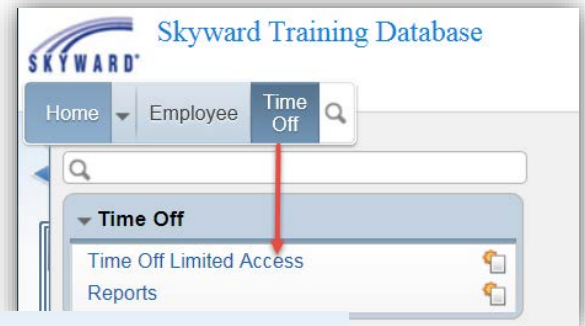 Skyward Training Database
SKYWARD®
Home Employee Time Off
Time Off
Time Off Limited Access
Reports